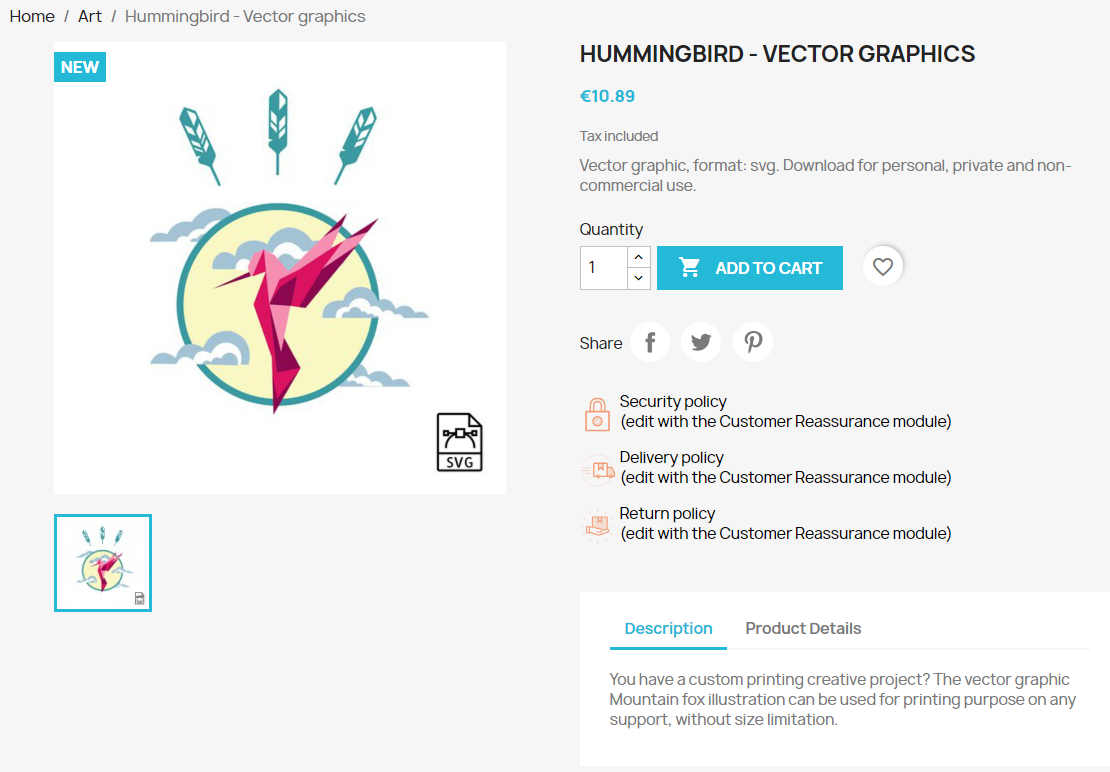 Home / Art / Hummingbird - Vector graphics
NEW
SVG
HUMMINGBIRD - VECTOR GRAPHICS
€10.89
Tax included
Vector graphic, format: svg. Download for personal, private and non-
commercial use.
Quantity
1
ADD TO CART
Share
Security policy
(edit with the Customer Reassurance module)
Delivery policy
(edit with the Customer Reassurance module)
Return policy
(edit with the Customer Reassurance module)
Description Product Details
You have a custom printing creative project? The vector graphic
Mountain fox illustration can be used for printing purpose on any
support, without size limitation.